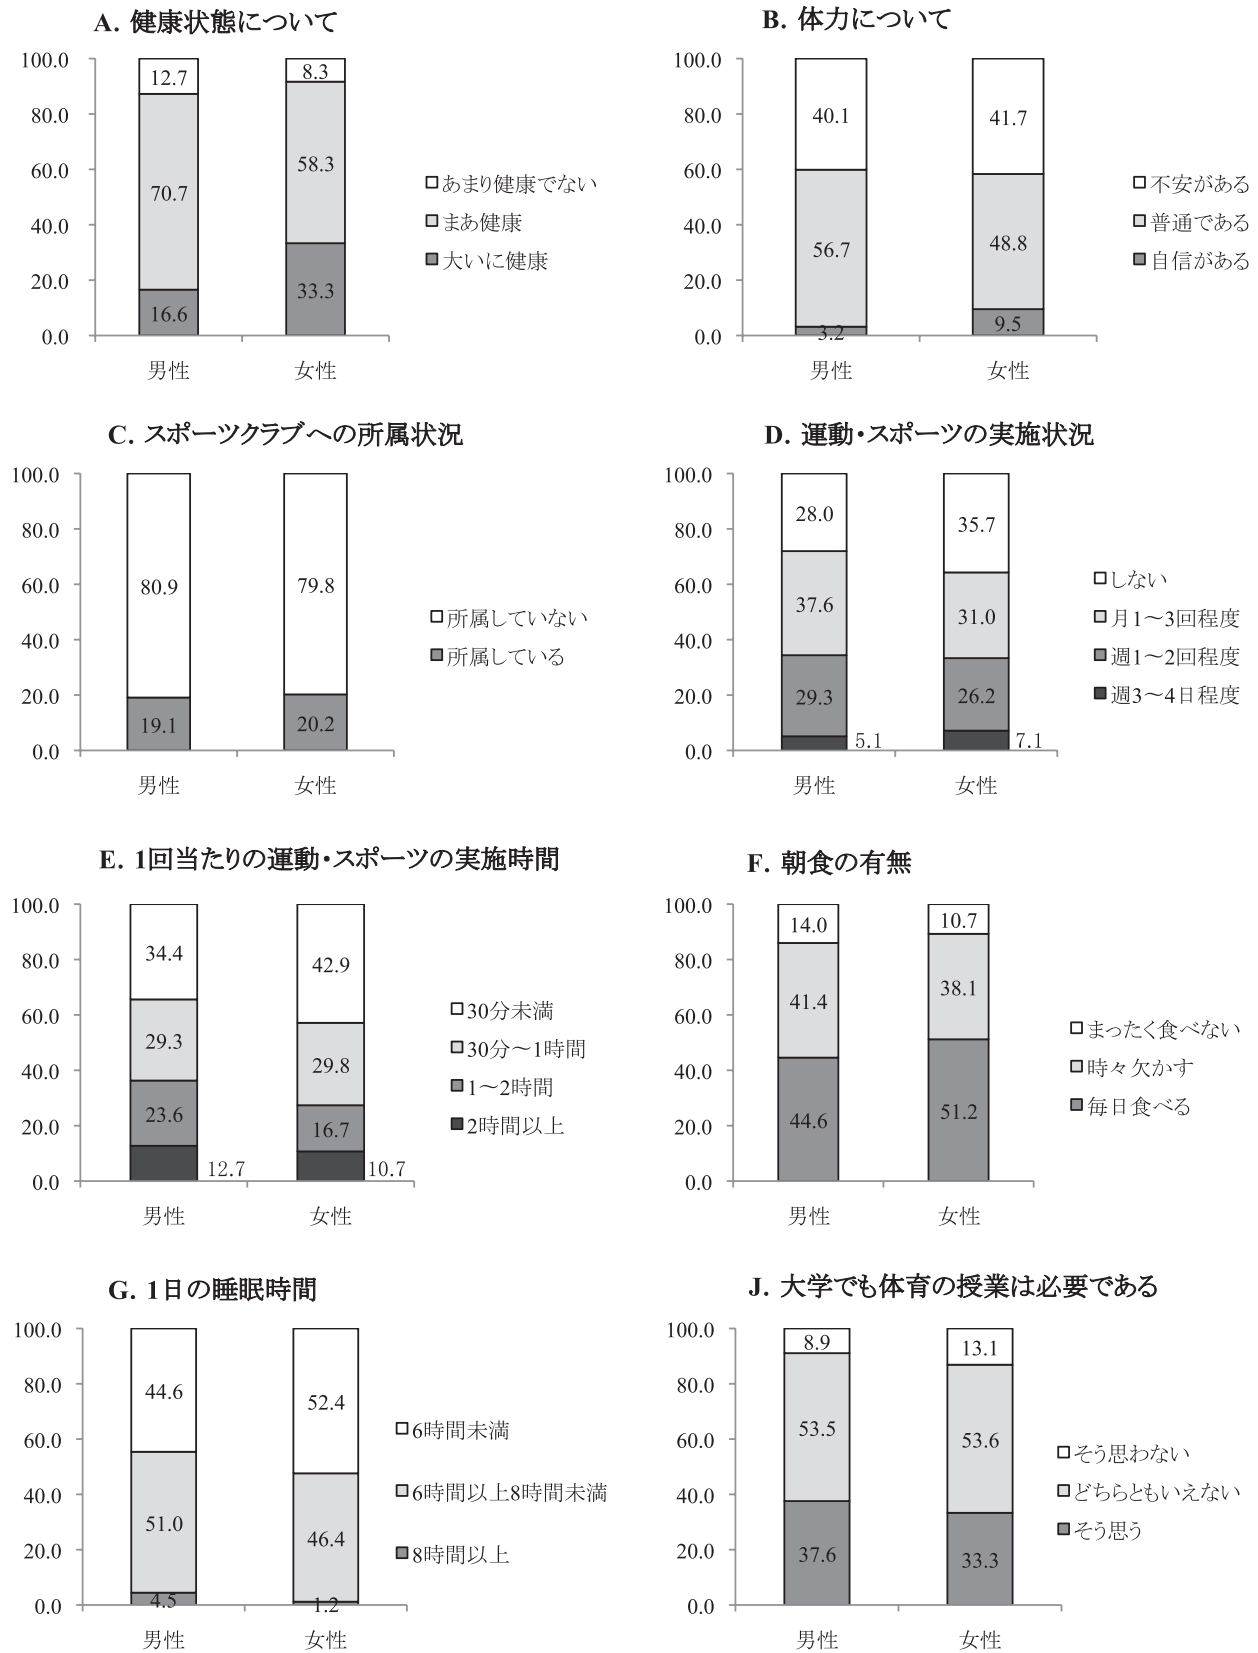 A. 健康状態について
100.0
80.0
60.0
40.0
20.0
0.0
12.7
70.7
16.6
8.3
58.3
33.3
男性
女性
あまり健康でない
まあ健康
大いに健康
B. 体力について
100.0
80.0
60.0
40.0
20.0
0.0
40.1
56.7
3.2
41.7
48.8
9.5
男性
女性
不安がある
普通である
自信がある
C. スポーツクラブへの所属状況
100.0
80.0
60.0
40.0
20.0
0.0
80.9
19.1
79.8
20.2
男性
女性
所属していない
所属している
D. 運動・スポーツの実施状況
100.0
80.0
60.0
40.0
20.0
0.0
28.0
37.6
29.3
5.1
35.7
31.0
26.2
7.1
男性
女性
しない
月1～3回程度
週1～2回程度
週3～4日程度
E. 1回当たりの運動・スポーツの実施時間
100.0
80.0
60.0
40.0
20.0
0.0
34.4
29.3
23.6
12.7
42.9
29.8
16.7
10.7
男性
女性
30分未満
30分～1時間
1～2時間
2時間以上
F. 朝食の有無
100.0
80.0
60.0
40.0
20.0
0.0
14.0
41.4
44.6
10.7
38.1
51.2
男性
女性
まったく食べない
時々欠かす
毎日食べる
G. 1日の睡眠時間
100.0
80.0
60.0
40.0
20.0
0.0
44.6
51.0
4.5
52.4
46.4
1.2
男性
女性
6時間未満
6時間以上8時間未満
8時間以上
J. 大学でも体育の授業は必要である
100.0
80.0
60.0
40.0
20.0
0.0
8.9
53.5
37.6
13.1
53.6
33.3
男性
女性
そう思わない
どちらともいえない
そう思う